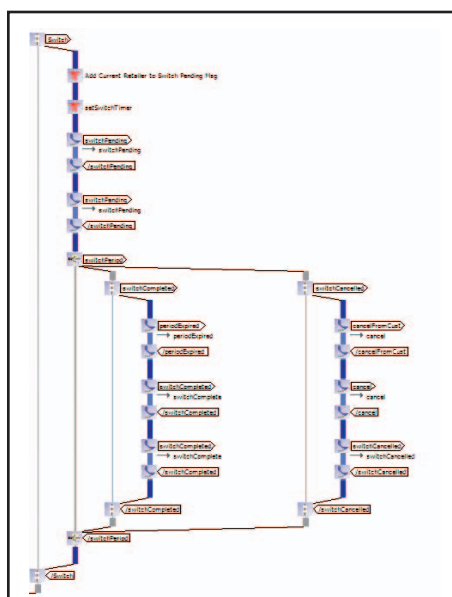 Switch
Add Current Retailer to Switch Pending Msg
setSwitchTimer
switchPending
switchPending
/switchPending
switchPending
switchPending
/switchPending
switchPeriod
switchCompleted
periodExpired
periodExpired
/periodExpired
switchCompleted
switchComplete
/switchCompleted
switchCompleted
switchComplete
/switchCompleted
/switchCompleted
switchCancelled
cancelFromCust
cancel
/cancelFromCust
cancel
cancel
/cancel
switchCancelled
switchCancelled
/switchCancelled
/switchCancelled
/switchPeriod
/Switch